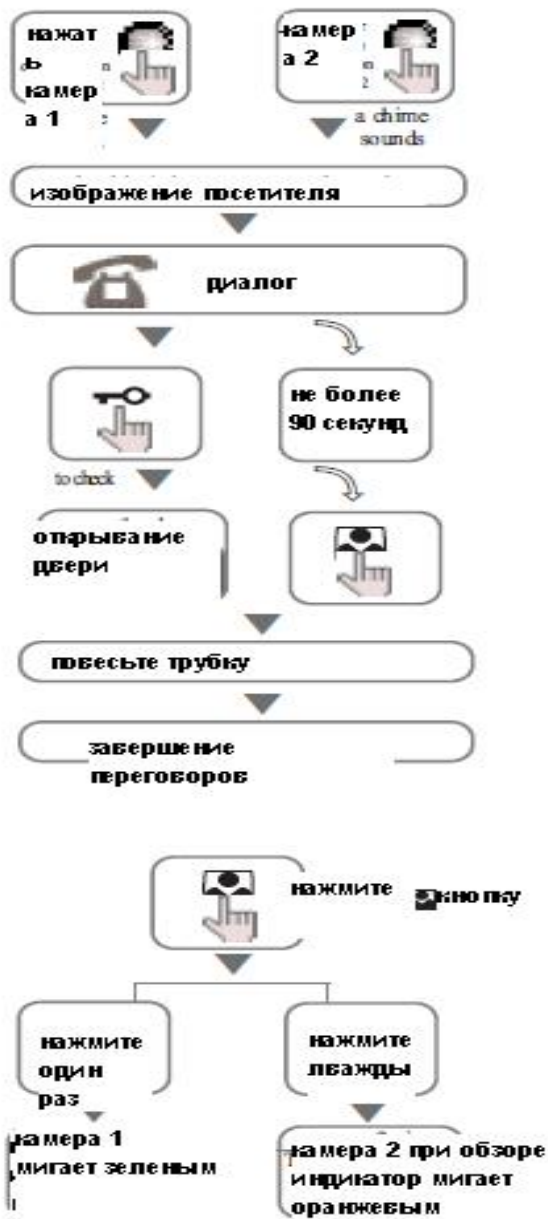 нажат
ь
камер
а 1
камер
а 2
a chime
sounds
изображение посетителя
диалог
не более
90 секунд
to check
открывание
двери
повесьте трубку
завершение
переговоров
нажмите кнопку
нажмите
один
раз
нажмите
дважды
камера 1
мигает зеленым
камера 2 при обзоре
индикатор мигает
оранжевым